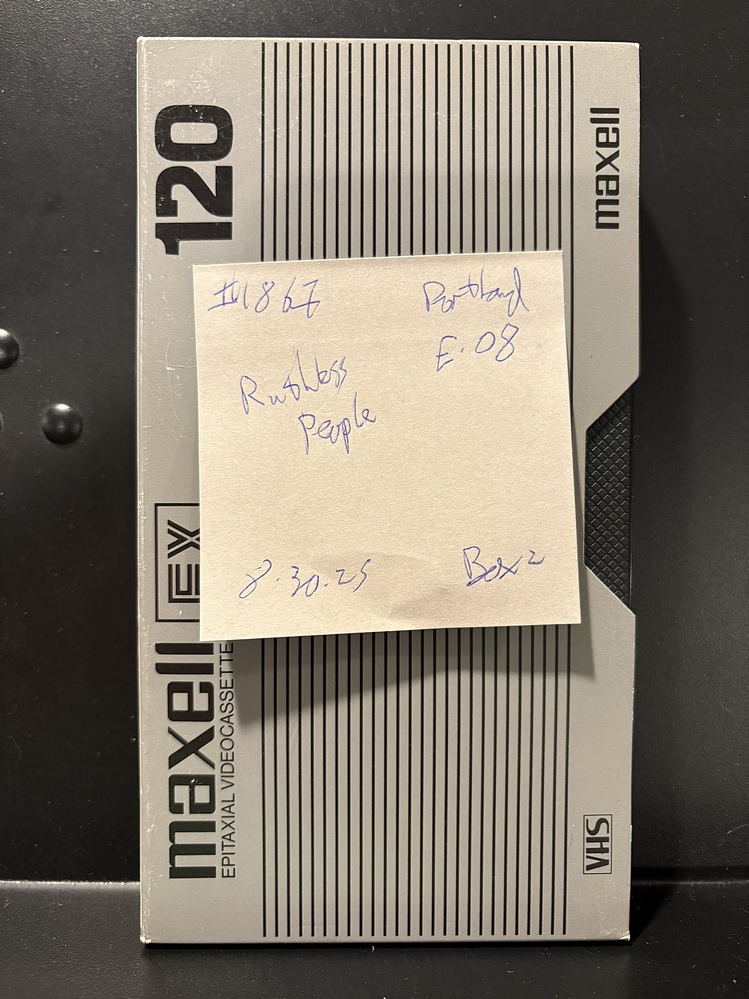 120
maxell
#1867
Portland
E.08
Ruthless
People
8.30.25
Box 2
EX
maxell
EPITAXIAL VIDEOCASSETTE
VHS